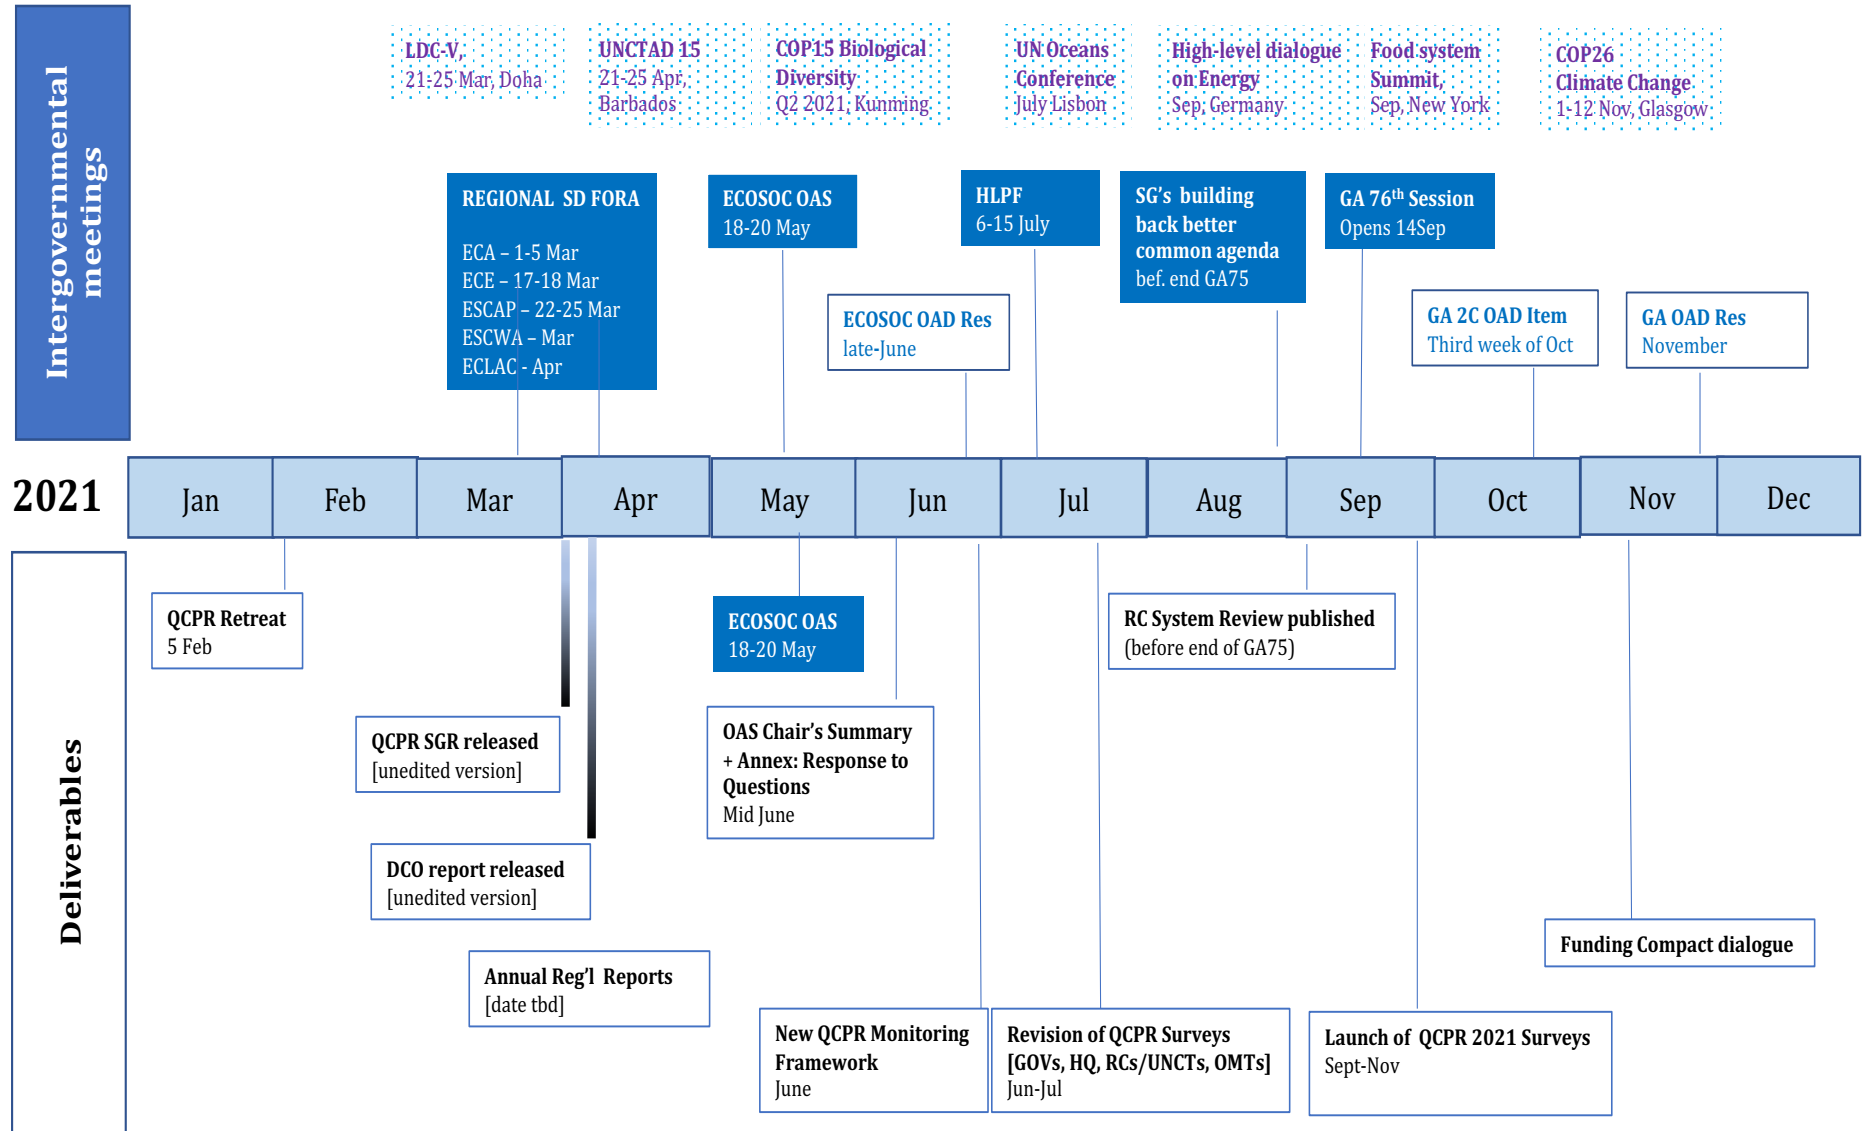 Intergovernmental
meetings
LDC-V,
21-25 Mar, Doha
UNCTAD 15
21-25 Apr,
Barbados
COP15 Biological
Diversity
Q2 2021, Kunming
UN Oceans
Conference
July Lisbon
High-level dialogue
on Energy
Sep, Germany
Food system
Summit,
Sep, New York
COP26
Climate Change
1-12 Nov, Glasgow
REGIONAL SD FORA
ECA – 1-5 Mar
ECE – 17-18 Mar
ESCAP – 22-25 Mar
ESCWA – Mar
ECLAC - Apr
ECOSOC OAS
18-20 May
ECOSOC OAD Res
late-June
HLPF
6-15 July
SG's building
back better
common agenda
bef. end GA75
GA 76th Session
Opens 14Sep
GA 2C OAD Item
Third week of Oct
GA OAD Res
November
2021
Jan
Feb
Mar
Apr
May
Jun
Jul
Aug
Sep
Oct
Nov
Dec
Deliverables
QCPR Retreat
5 Feb
QCPR SGR released
[unedited version]
DCO report released
[unedited version]
Annual Reg'l Reports
[date tbd]
ECOSOC OAS
18-20 May
OAS Chair's Summary
+ Annex: Response to
Questions
Mid June
New QCPR Monitoring
Framework
June
Revision of QCPR Surveys
[GOVs, HQ, RCs/UNCTs, OMTs]
Jun-Jul
RC System Review published
(before end of GA75)
Launch of QCPR 2021 Surveys
Sept-Nov
Funding Compact dialogue